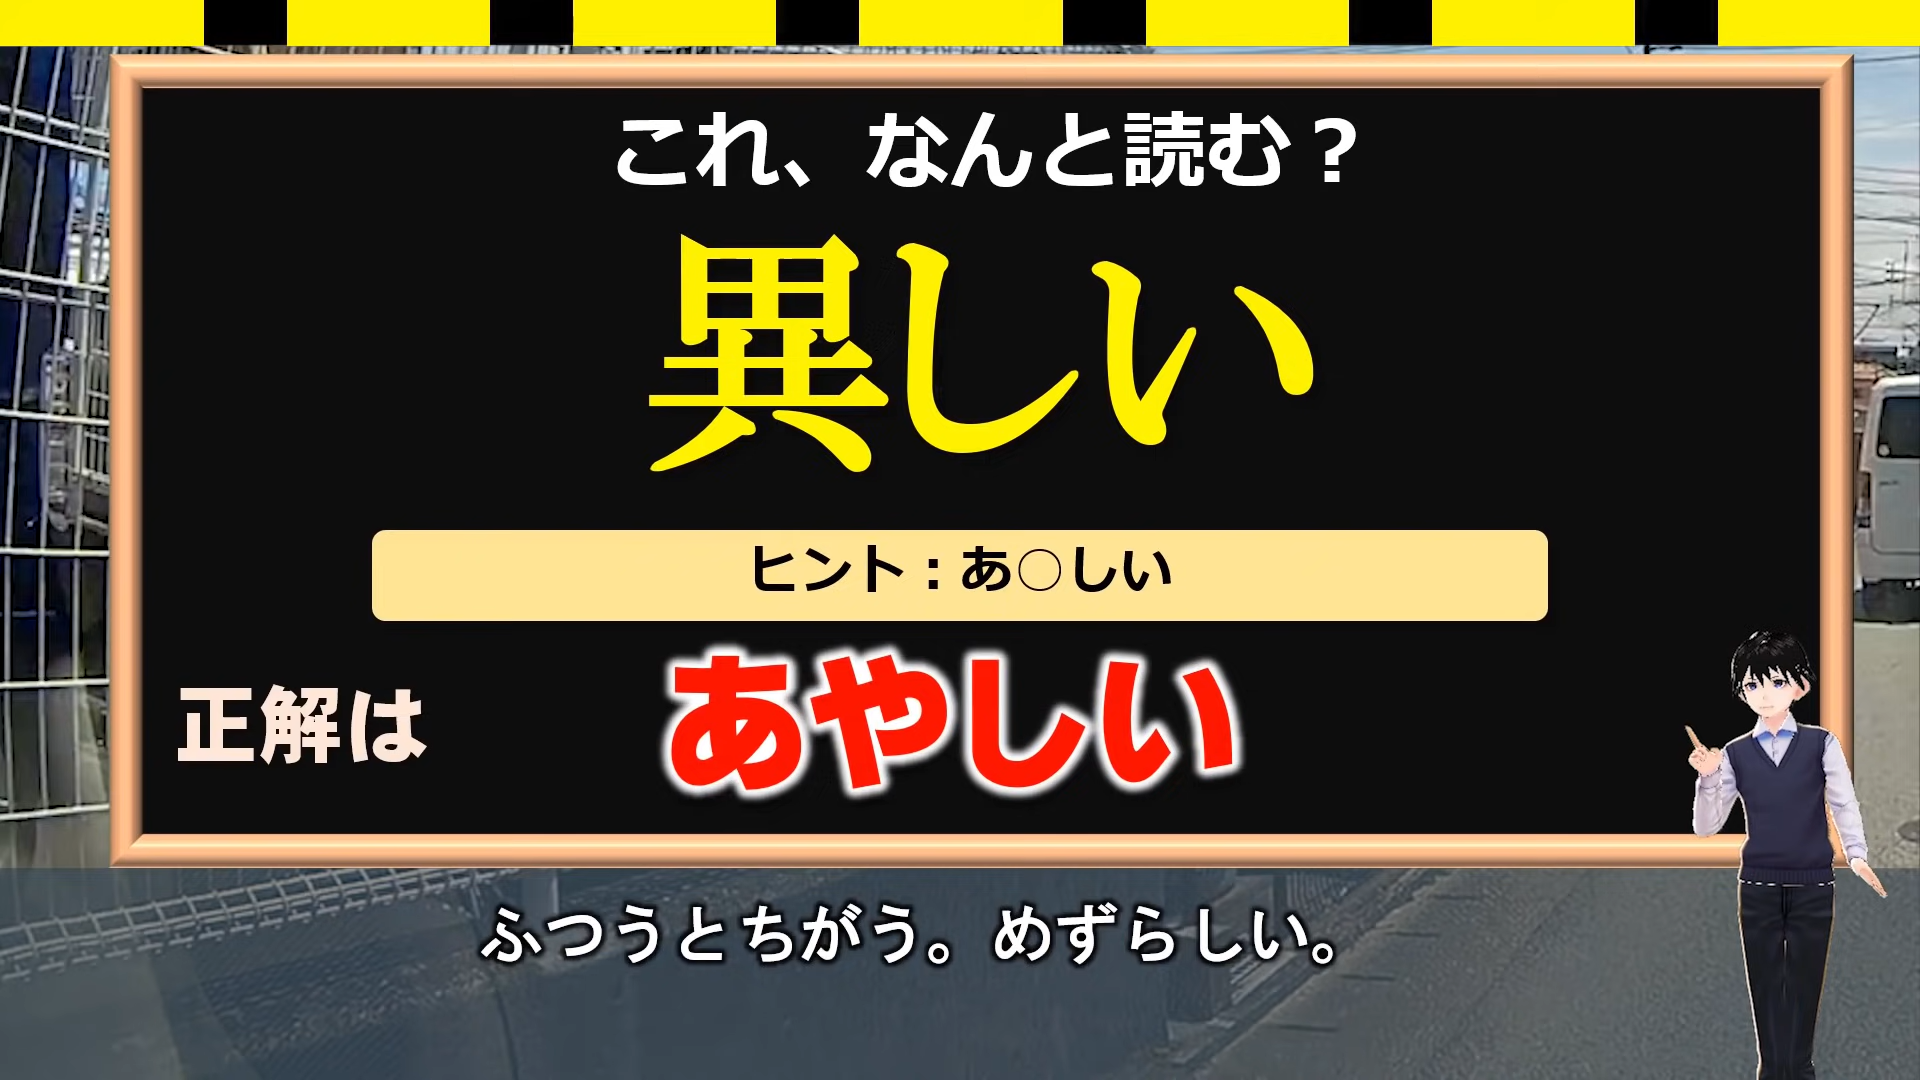 これ、なんと読む？
異しい
ヒント：あ○しい
正解は
あやしい
ふつうとちがう。めずらしい。